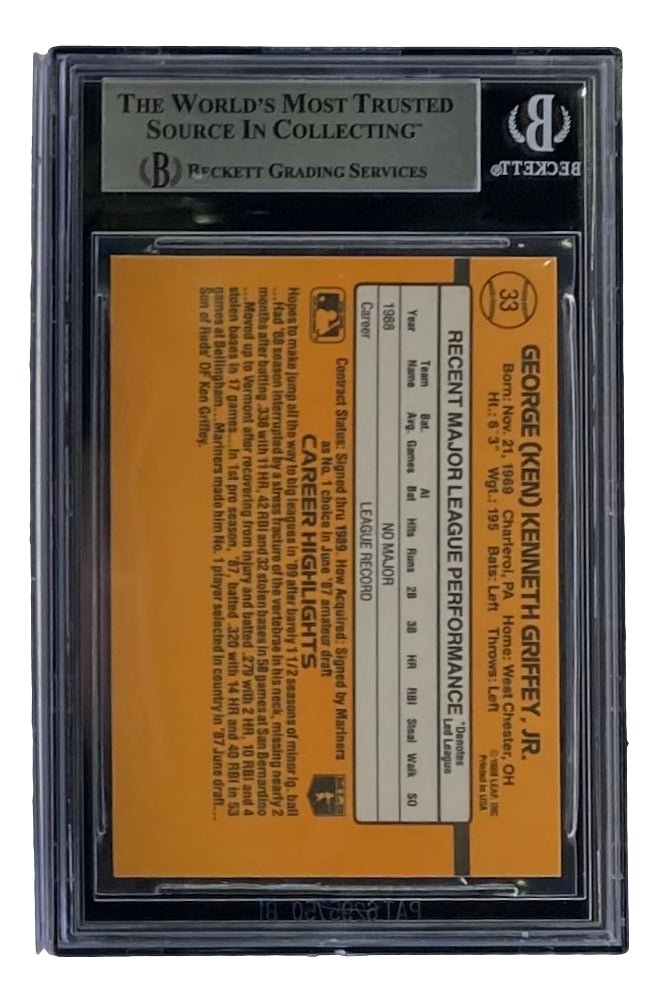 THE WORLD'S MOST TRUSTED
SOURCE IN COLLECTING™
B BECKETT GRADING SERVICES
B
BECKETT®
33
GEORGE (KEN) KENNETH GRIFFEY, JR.
Born: Nov. 21, 1969 Charleroi, PA Home: West Chester, OH
Ht.: 6'3" Wgt.: 195 Bats: Left Throws: Left
© 1988 LEAF, INC.
Printed in USA
RECENT MAJOR LEAGUE PERFORMANCE
*Denotes
Led League
Year Team Name Bat. Avg. Games At Bat Hits Runs 2B 3B HR RBI Steal Walk SO
1988 NO MAJOR
Career LEAGUE RECORD
Contract Status: Signed thru 1989. How Acquired: Signed by Mariners
as No. 1 choice in June '87 amateur draft
CAREER HIGHLIGHTS
Hopes to make jump all the way to big leagues in '89 after barely 1 1/2 seasons of minor lg. ball
...Had '88 season interrupted by a stress fracture of the vertebrae in his neck, missing nearly 2
months after batting .338 with 11 HR, 42 RBI and 32 stolen bases in 58 games at San Bernardino
...Moved up to Vermont after recovering from injury and batted .279 with 2 HR, 10 RBI and 4
stolen bases in 17 games...In 1st pro season, '87, batted .320 with 14 HR and 40 RBI in 53
games at Bellingham...Mariners made him No. 1 player selected in country in '87 June draft...
Son of Reds' OF Ken Griffey.